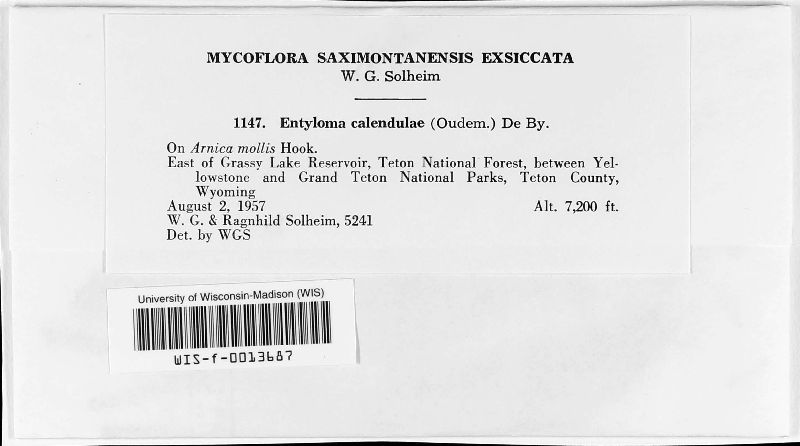 MYCOFLORA SAXIMONTANENSIS EXSICCATA
W. G. Solheim
1147. Entyloma calendulae (Oudem.) De By.
On Arnica mollis Hook.
East of Grassy Lake Reservoir, Teton National Forest, between Yel-
lowstone and Grand Teton National Parks, Teton County,
Wyoming
August 2, 1957 Alt. 7,200 ft.
W. G. & Ragnhild Solheim, 5241
Det. by WGS
University of Wisconsin-Madison (WIS)
WIS-f-0013687